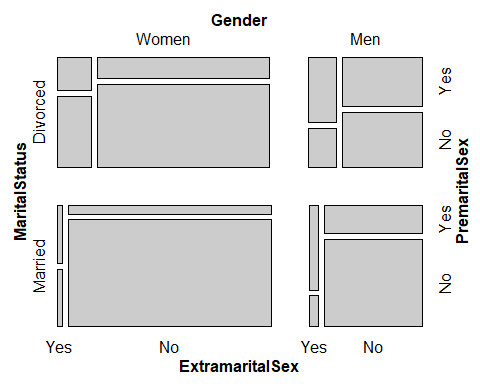 Gender
Women Men
Divorced
Married
MaritalStatus
Yes
No
Yes
No
PremaritalSex
Yes No Yes No
ExtramaritalSex